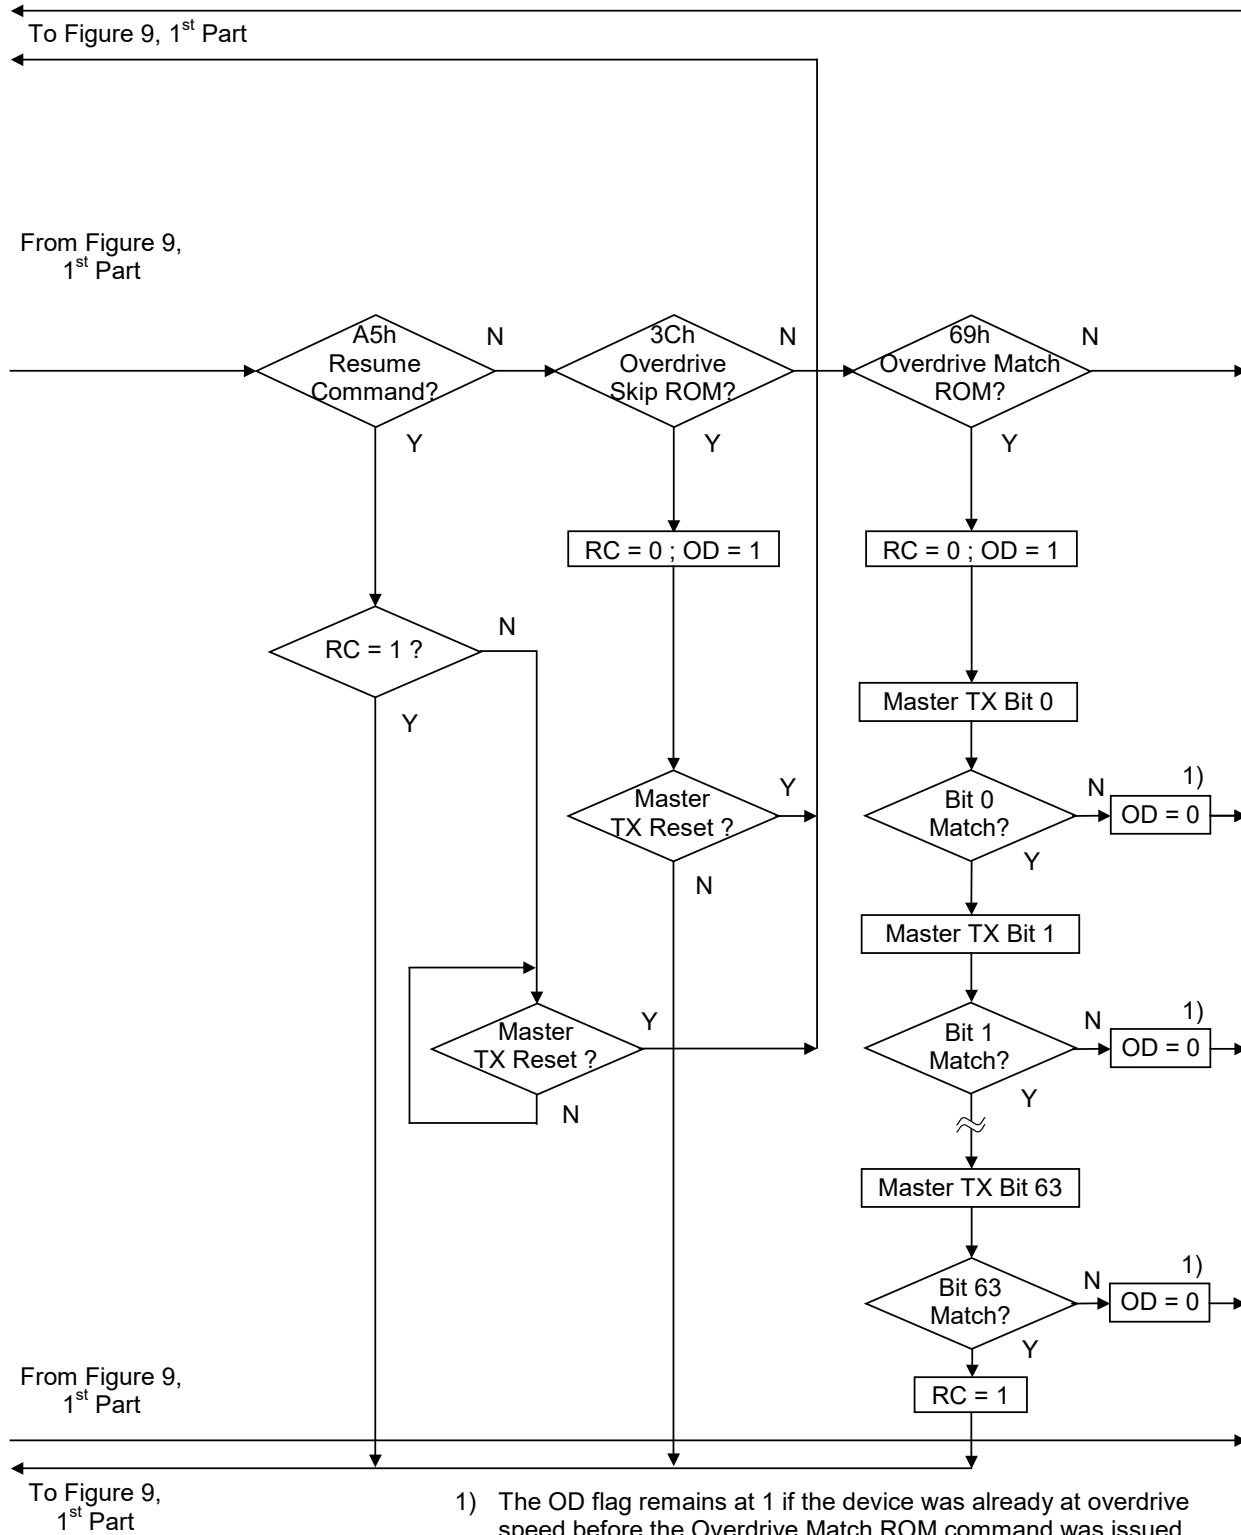 To Figure 9, 1st Part
From Figure 9,
1st Part
A5h
Resume
Command?
N
Y
3Ch
Overdrive
Skip ROM?
N
Y
69h
Overdrive Match
ROM?
N
Y
RC = 0 ; OD = 1
RC = 0 ; OD = 1
RC = 1 ?
N
Y
Master TX Bit 0
Master
TX Reset ?
Y
N
Bit 0
Match?
N
Y
1)
OD = 0
Master TX Bit 1
Master
TX Reset ?
Y
N
Bit 1
Match?
N
Y
1)
OD = 0
Master TX Bit 63
Bit 63
Match?
N
Y
1)
OD = 0
RC = 1
From Figure 9,
1st Part
To Figure 9,
1st Part
1) The OD flag remains at 1 if the device was already at overdrive
speed before the Overdrive Match ROM command was issued